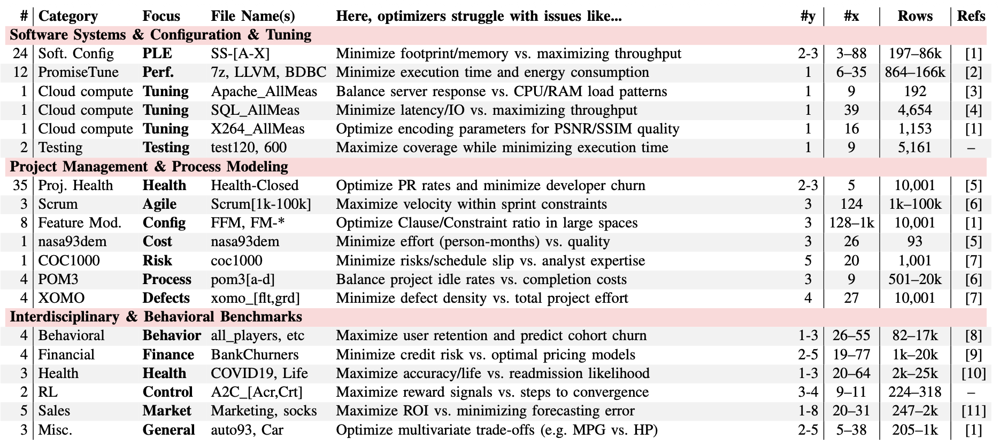 # Category Focus File Name(s) Here, optimizers struggle with issues like... #y #x Rows Refs
Software Systems & Configuration & Tuning
24 Soft. Config PLE SS-[A-X] Minimize footprint/memory vs. maximizing throughput 2-3 3–88 197–86k [1]
12 PromiseTune Perf. 7z, LLVM, BDBC Minimize execution time and energy consumption 1 6–35 864–166k [2]
1 Cloud compute Tuning Apache_AllMeas Balance server response vs. CPU/RAM load patterns 1 9 192 [3]
1 Cloud compute Tuning SQL_AllMeas Minimize latency/IO vs. maximizing throughput 1 39 4,654 [4]
1 Cloud compute Tuning X264_AllMeas Optimize encoding parameters for PSNR/SSIM quality 1 16 1,153 [1]
2 Testing Testing test120, 600 Maximize coverage while minimizing execution time 1 9 5,161 –
Project Management & Process Modeling
35 Proj. Health Health Health-Closed Optimize PR rates and minimize developer churn 2-3 5 10,001 [5]
3 Scrum Agile Scrum[1k-100k] Maximize velocity within sprint constraints 3 124 1k–100k [6]
8 Feature Mod. Config FFM, FM-* Optimize Clause/Constraint ratio in large spaces 3 128–1k 10,001 [1]
1 nasa93dem Cost nasa93dem Minimize effort (person-months) vs. quality 3 26 93 [5]
1 COC1000 Risk coc1000 Minimize risks/schedule slip vs. analyst expertise 5 20 1,001 [7]
4 POM3 Process pom3[a-d] Balance project idle rates vs. completion costs 3 9 501–20k [6]
4 XOMO Defects xomo_[flt,grd] Minimize defect density vs. total project effort 4 27 10,001 [7]
Interdisciplinary & Behavioral Benchmarks
4 Behavioral Behavior all_players, etc Maximize user retention and predict cohort churn 1-3 26–55 82–17k [8]
4 Financial Finance BankChurners Minimize credit risk vs. optimal pricing models 2-5 19–77 1k–20k [9]
3 Health Health COVID19, Life Maximize accuracy/life vs. readmission likelihood 1-3 20–64 2k–25k [10]
2 RL Control A2C_[Acr,Crt] Maximize reward signals vs. steps to convergence 3-4 9–11 224–318 –
5 Sales Market Marketing, socks Maximize ROI vs. minimizing forecasting error 1-8 20–31 247–2k [11]
3 Misc. General auto93, Car Optimize multivariate trade-offs (e.g. MPG vs. HP) 2-5 5–38 205–1k [1]